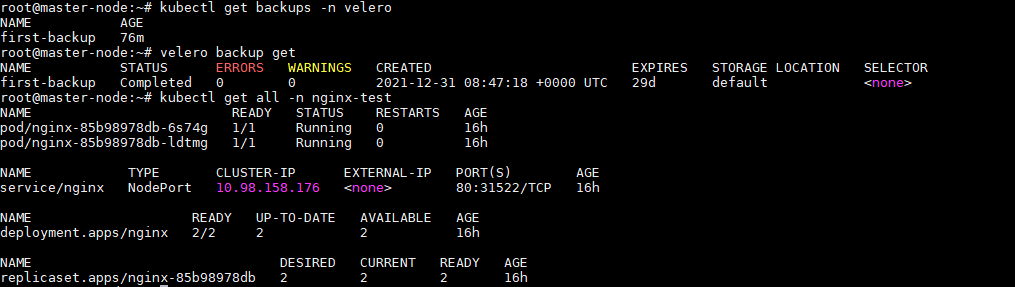 root@master-node:~# kubectl get backups -n velero
NAME           AGE
first-backup   76m
root@master-node:~# velero backup get
NAME           STATUS      ERRORS   WARNINGS   CREATED                         EXPIRES   STORAGE LOCATION   SELECTOR
first-backup   Completed   0        0          2021-12-31 08:47:18 +0000 UTC   29d       default            <none>
root@master-node:~# kubectl get all -n nginx-test
NAME                         READY   STATUS    RESTARTS   AGE
pod/nginx-85b98978db-6s74g   1/1     Running   0          16h
pod/nginx-85b98978db-ldtmg   1/1     Running   0          16h
NAME            TYPE       CLUSTER-IP      EXTERNAL-IP   PORT(S)        AGE
service/nginx   NodePort   10.98.158.176   <none>        80:31522/TCP   16h
NAME                    READY   UP-TO-DATE   AVAILABLE   AGE
deployment.apps/nginx   2/2     2            2           16h
NAME                               DESIRED   CURRENT   READY   AGE
replicaset.apps/nginx-85b98978db   2         2         2       16h